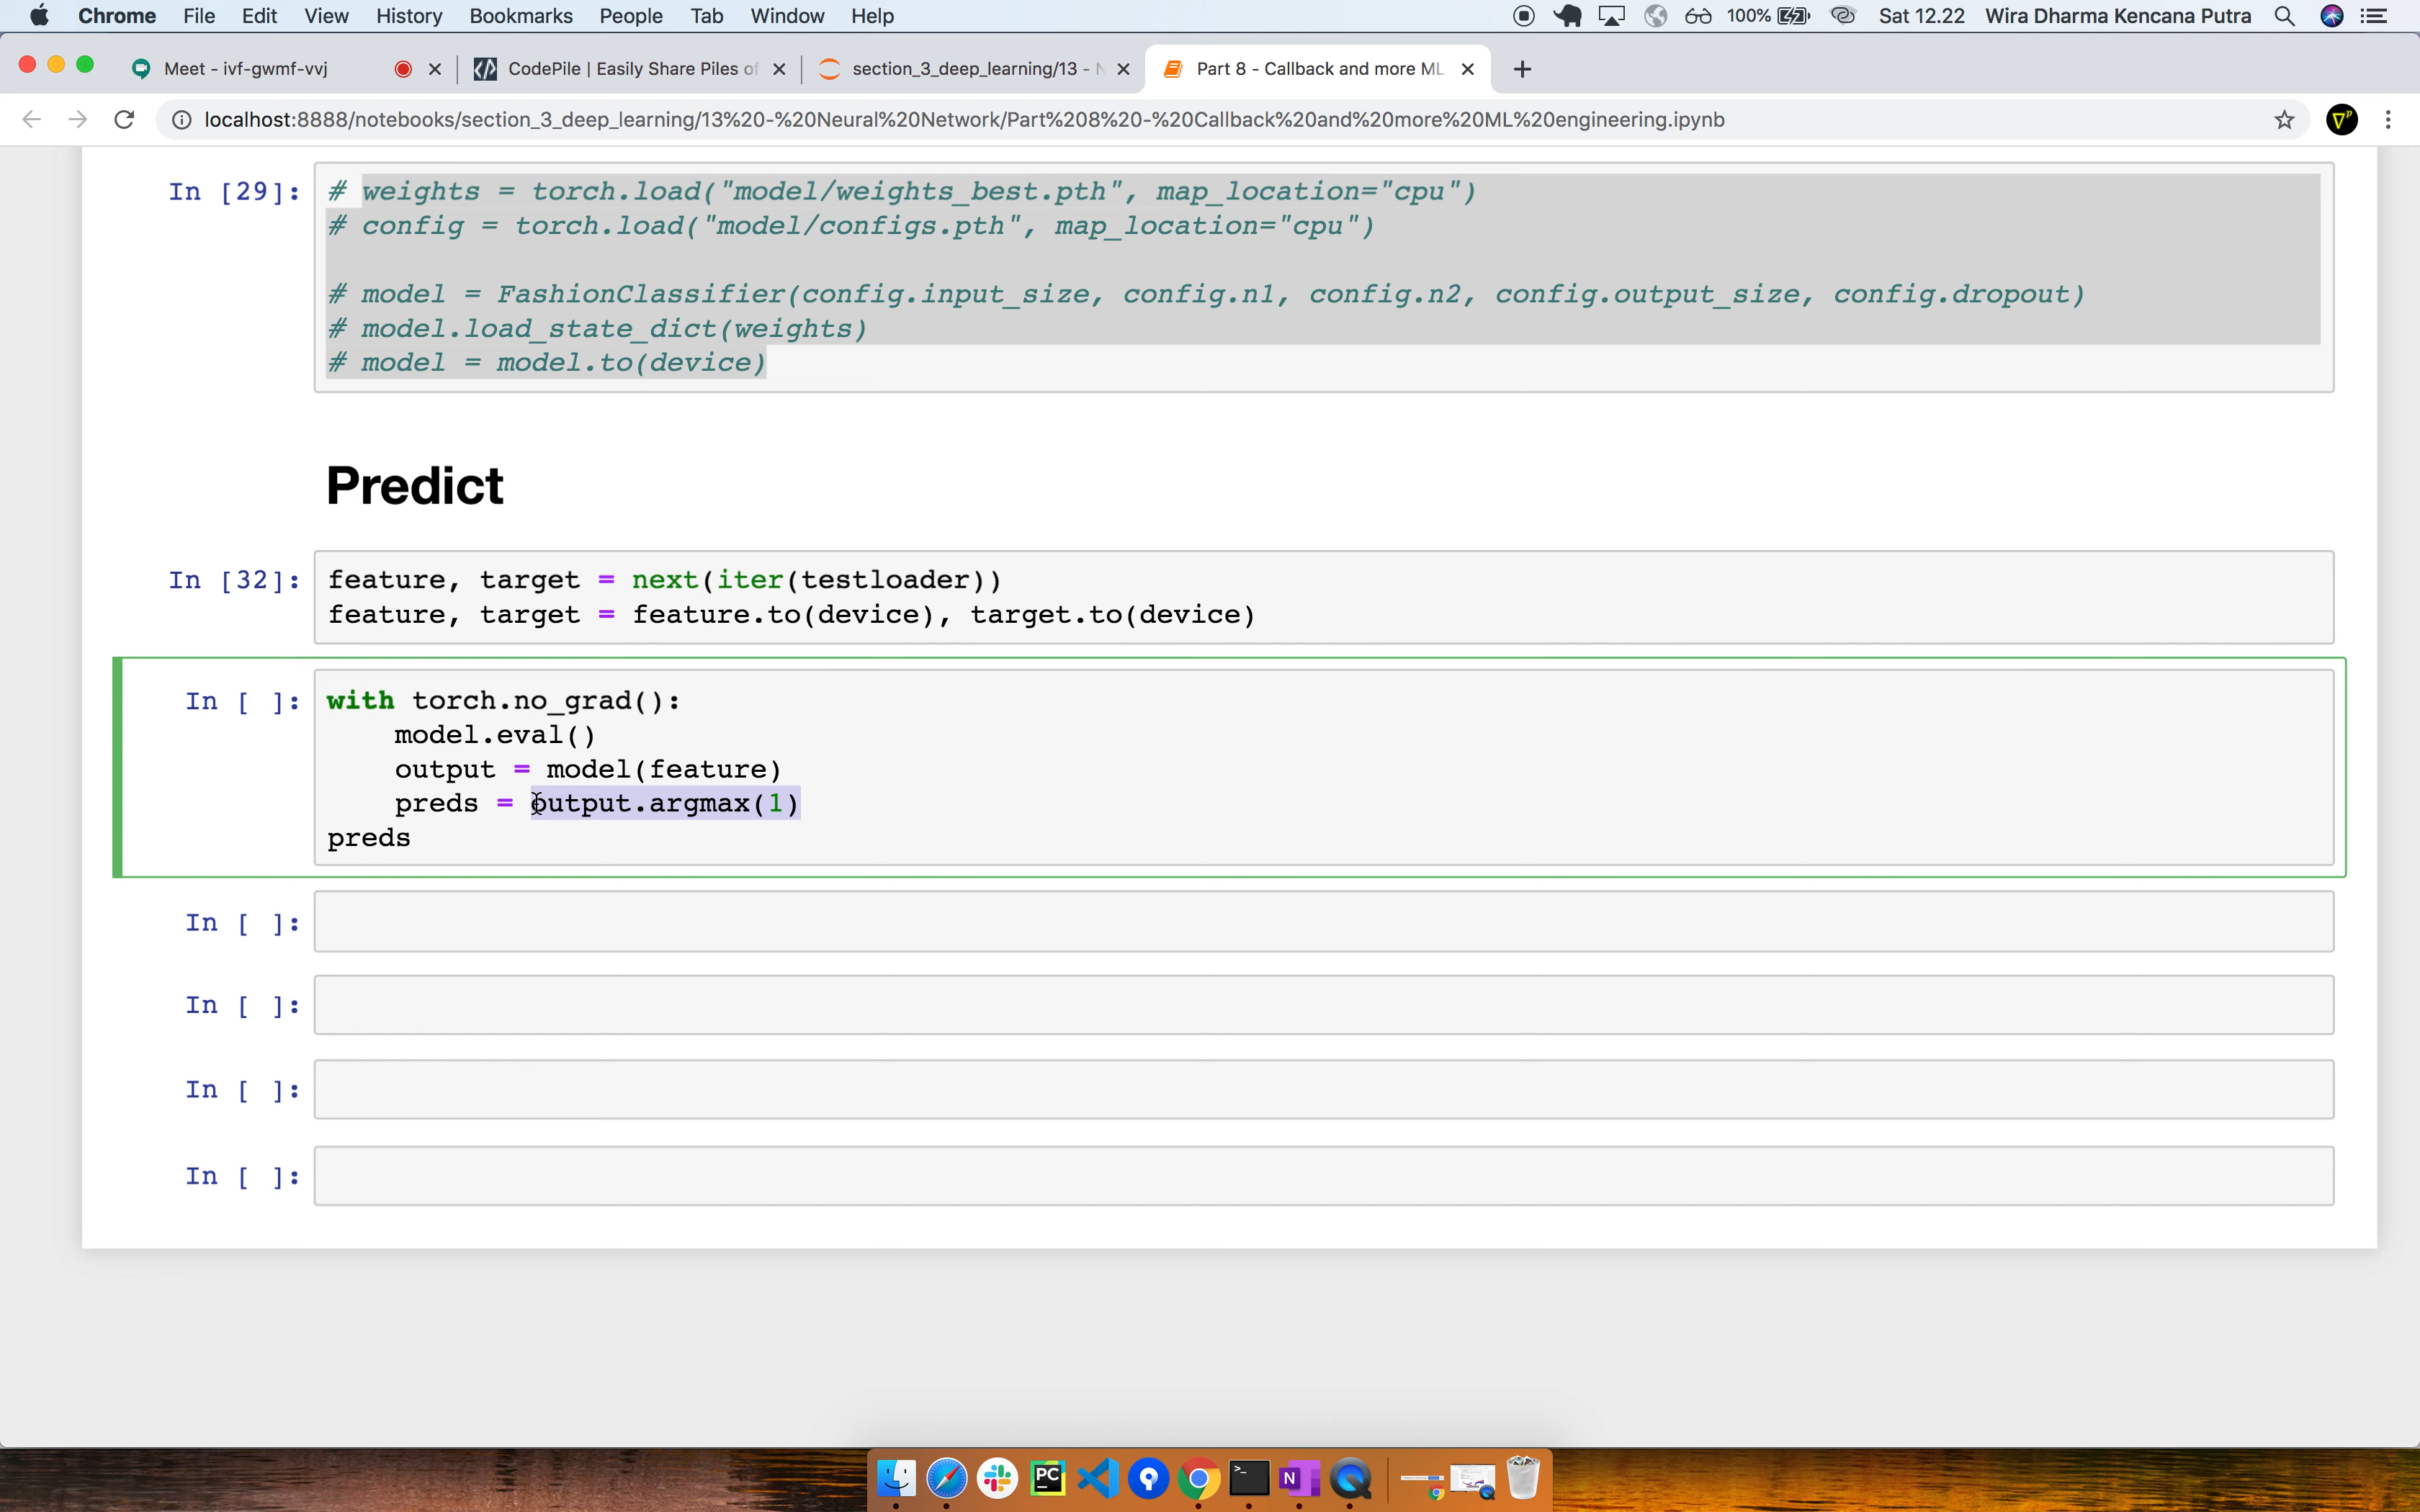 Chrome File Edit View History Bookmarks People Tab Window Help 100% Sat 12.22 Wira Dharma Kencana Putra
Meet - ivf-gwmf-vvj CodePile | Easily Share Piles of section_3_deep_learning/13 - N Part 8 - Callback and more ML
localhost:8888/notebooks/section_3_deep_learning/13%20-%20Neural%20Network/Part%208%20-%20Callback%20and%20more%20ML%20engineering.ipynb
In [29]: # weights = torch.load("model/weights_best.pth", map_location="cpu")
# config = torch.load("model/configs.pth", map_location="cpu")
# model = FashionClassifier(config.input_size, config.n1, config.n2, config.output_size, config.dropout)
# model.load_state_dict(weights)
# model = model.to(device)
Predict
In [32]: feature, target = next(iter(testloader))
feature, target = feature.to(device), target.to(device)
In [ ]: with torch.no_grad():
model.eval()
output = model(feature)
preds = output.argmax(1)
preds
In [ ]:
In [ ]:
In [ ]:
In [ ]: